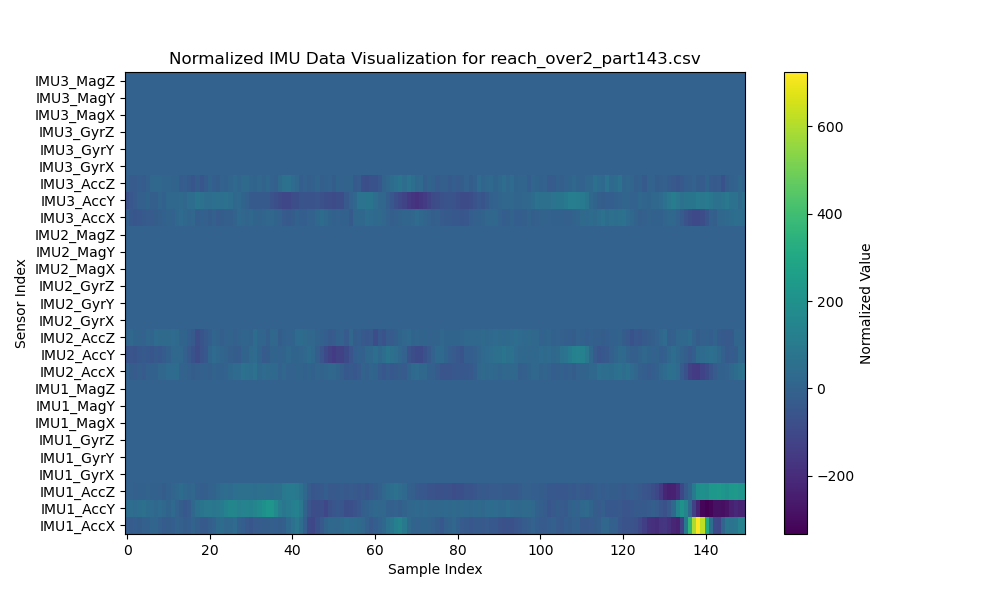 Normalized IMU Data Visualization for reach_over2_part143.csv
IMU3_MagZ
IMU3_MagY
IMU3_MagX
IMU3_GyrZ
IMU3_GyrY
IMU3_GyrX
IMU3_AccZ
IMU3_AccY
IMU3_AccX
IMU2_MagZ
IMU2_MagY
IMU2_MagX
IMU2_GyrZ
IMU2_GyrY
IMU2_GyrX
IMU2_AccZ
IMU2_AccY
IMU2_AccX
IMU1_MagZ
IMU1_MagY
IMU1_MagX
IMU1_GyrZ
IMU1_GyrY
IMU1_GyrX
IMU1_AccZ
IMU1_AccY
IMU1_AccX
Sensor Index
0 20 40 60 80 100 120 140
Sample Index
600
400
200
0
−200
Normalized Value